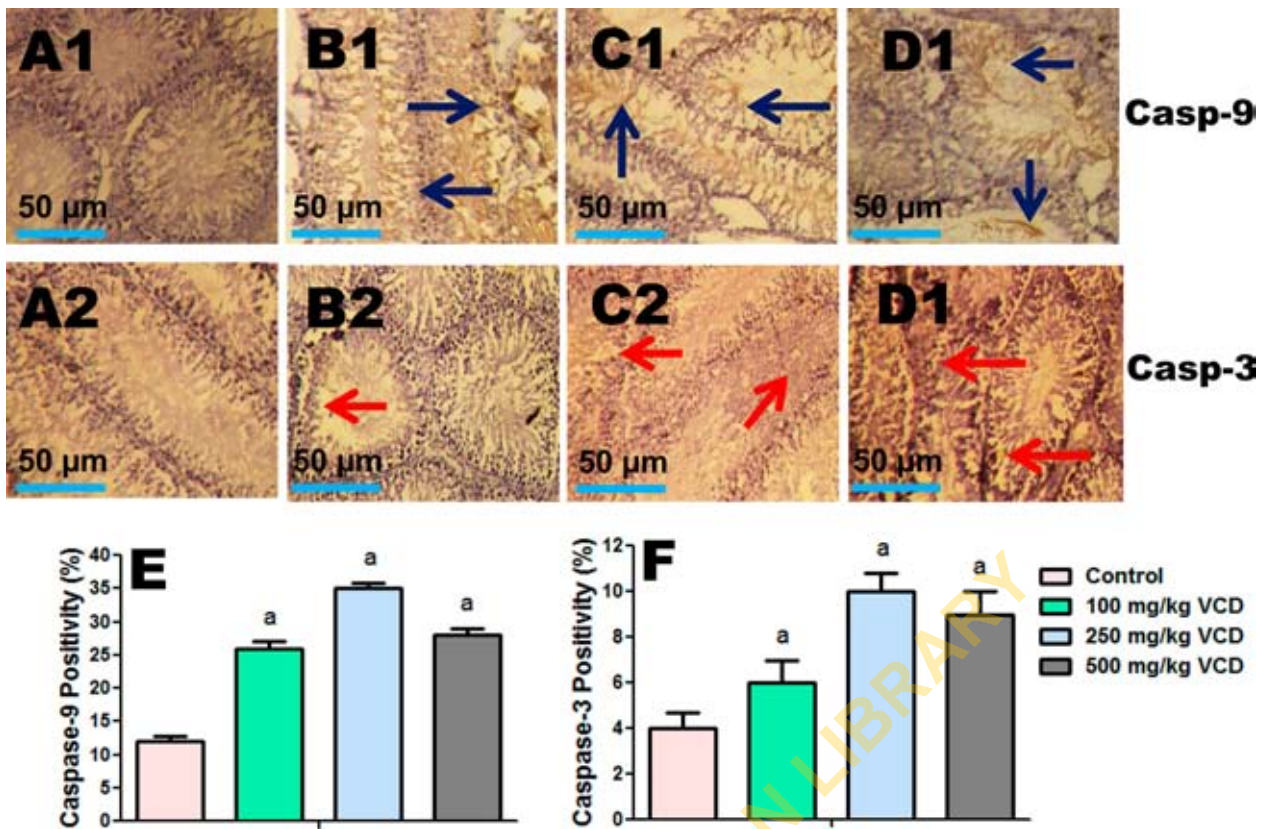 A1 B1 C1 D1
Casp-9
50 µm 50 µm 50 µm 50 µm
A2 B2 C2 D1
Casp-3
50 µm 50 µm 50 µm 50 µm
E
Caspase-9 Positivity (%)
40
35
30
25
20
15
10
5
0
a
a
a
F
Caspase-3 Positivity (%)
12
10
8
6
4
2
0
a
a
a
Control
100 mg/kg VCD
250 mg/kg VCD
500 mg/kg VCD
N LIBRARY